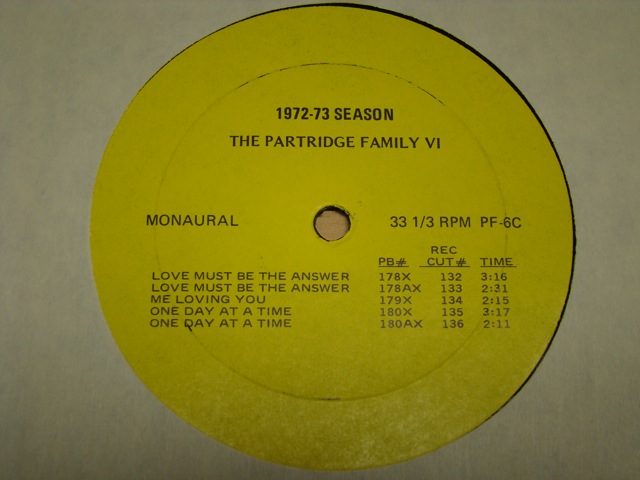 1972-73 SEASON
THE PARTRIDGE FAMILY VI
MONAURAL 33 1/3 RPM PF-6C
REC
PB# CUT# TIME
LOVE MUST BE THE ANSWER 178X 132 3:16
LOVE MUST BE THE ANSWER 178AX 133 2:31
ME LOVING YOU 179X 134 2:15
ONE DAY AT A TIME 180X 135 3:17
ONE DAY AT A TIME 180AX 136 2:11